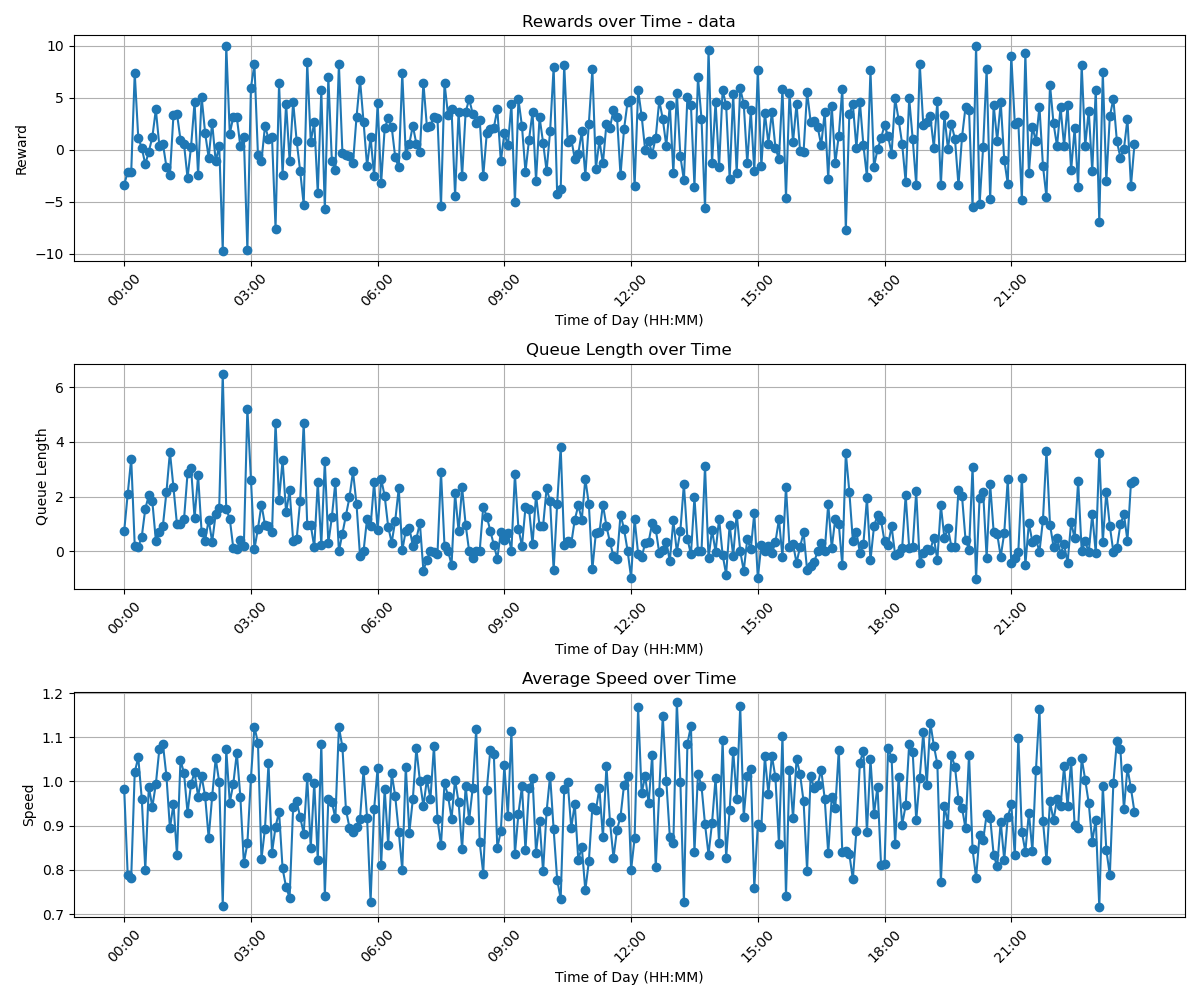 Rewards over Time - data
10
5
0
−5
−10
Reward
00:00 03:00 06:00 09:00 12:00 15:00 18:00 21:00
Time of Day (HH:MM)
Queue Length over Time
6
4
2
0
Queue Length
00:00 03:00 06:00 09:00 12:00 15:00 18:00 21:00
Time of Day (HH:MM)
Average Speed over Time
1.2
1.1
1.0
0.9
0.8
0.7
Speed
00:00 03:00 06:00 09:00 12:00 15:00 18:00 21:00
Time of Day (HH:MM)